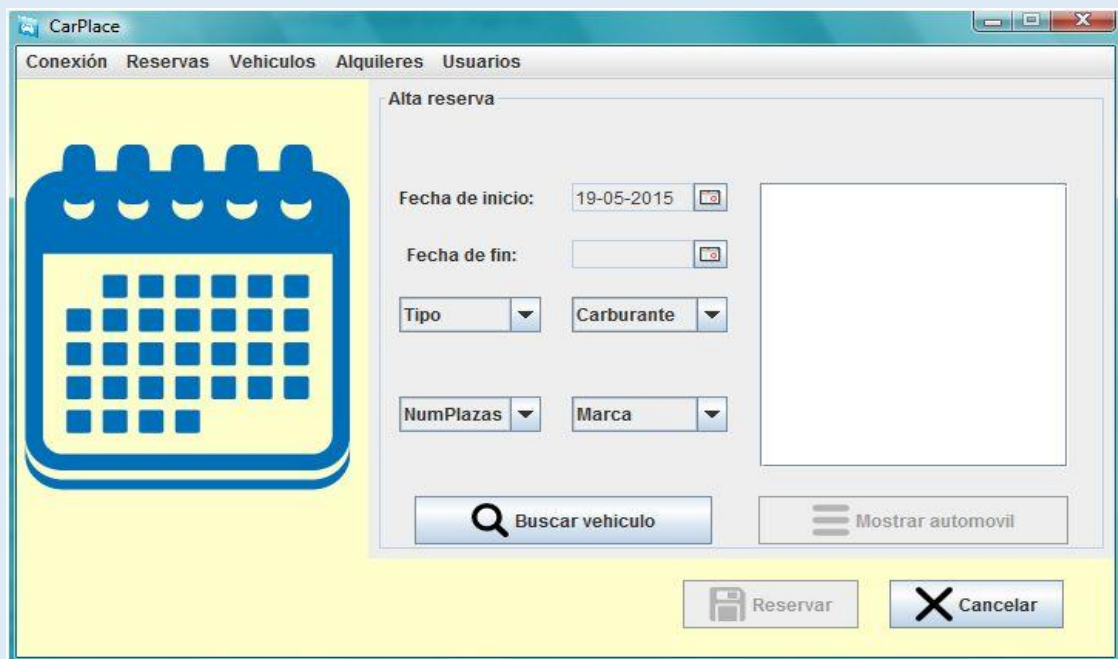 CarPlace
Conexión Reservas Vehiculos Alquileres Usuarios
Alta reserva
Fecha de inicio: 19-05-2015
Fecha de fin:
Tipo Carburante
NumPlazas Marca
Buscar vehiculo Mostrar automovil
Reservar Cancelar